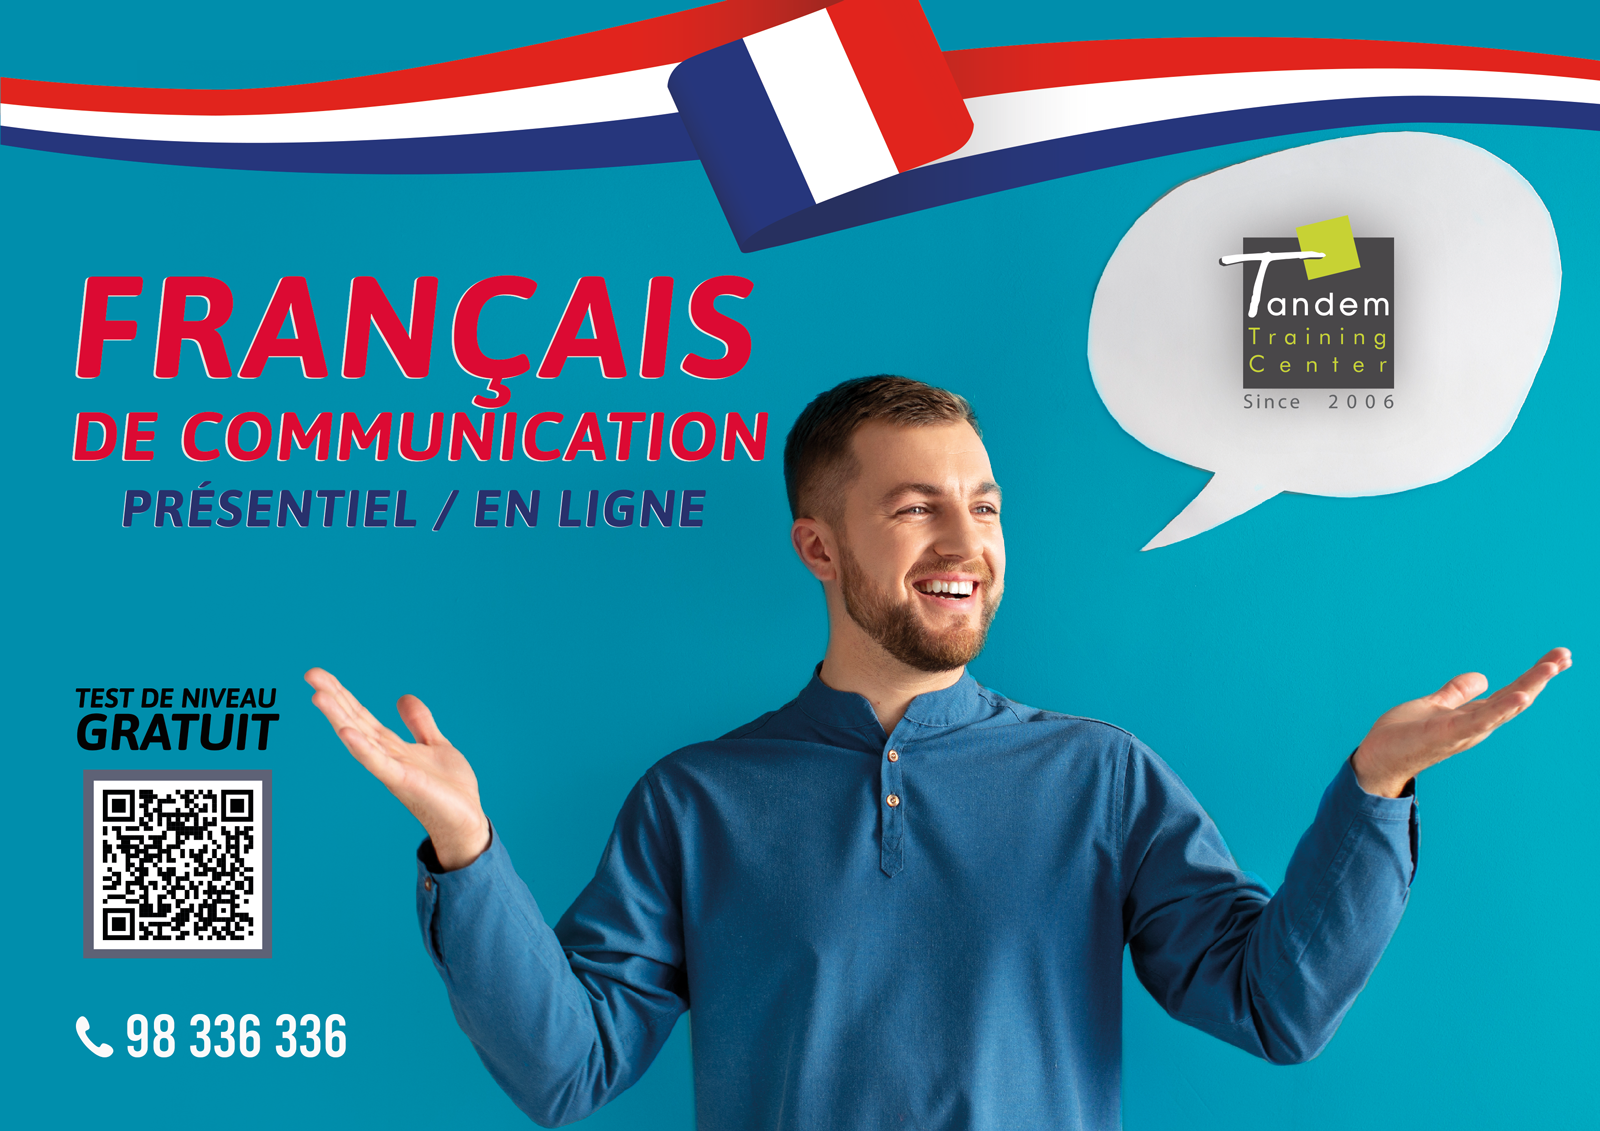 FRANÇAIS
DE COMMUNICATION
PRÉSENTIEL / EN LIGNE
Tandem
Training
Center
Since 2006
TEST DE NIVEAU
GRATUIT
98 336 336